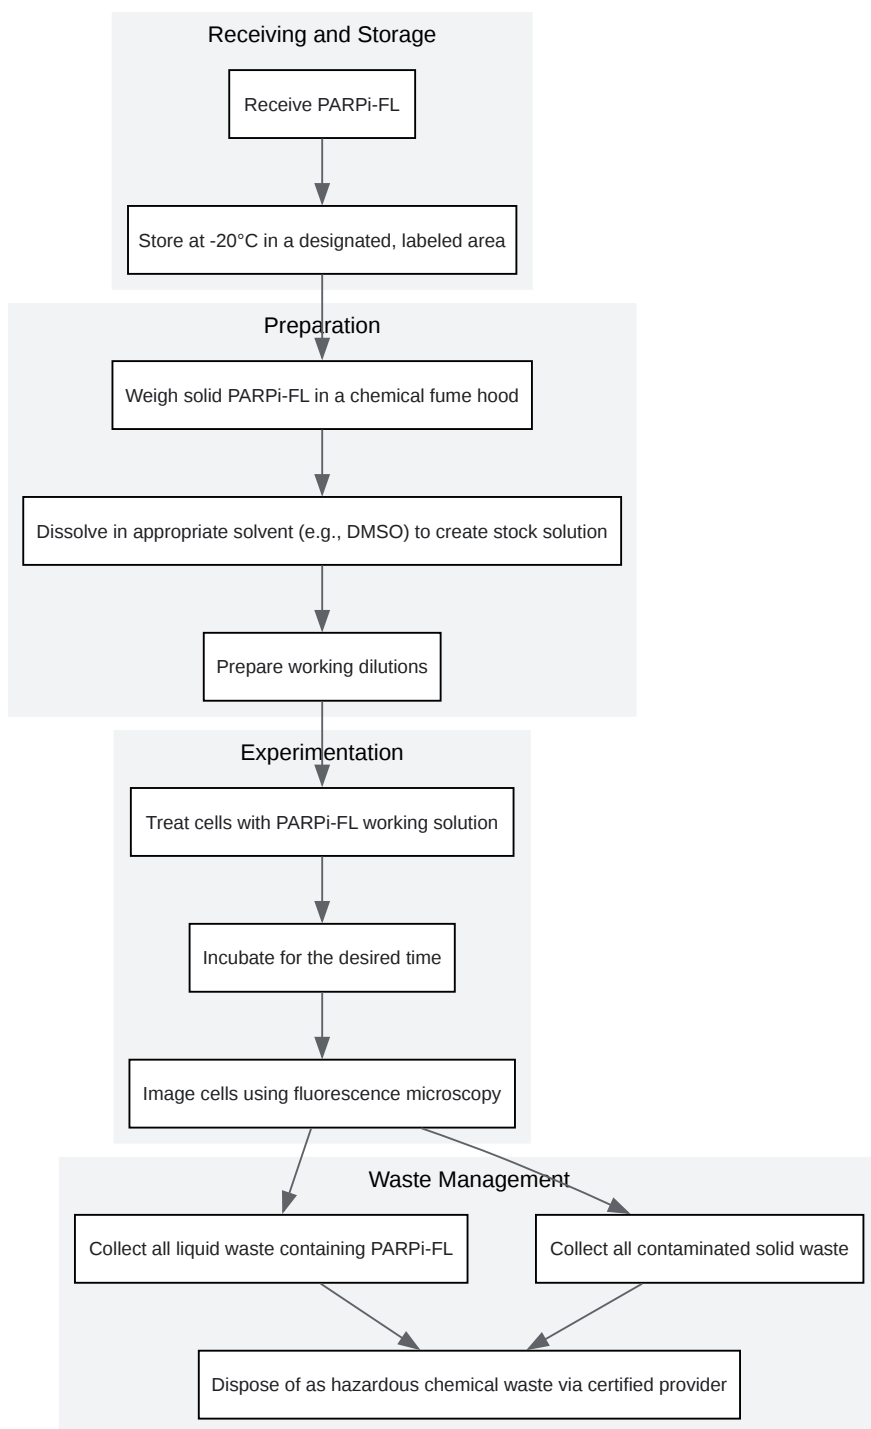 Receiving and Storage
Receive PARPi-FL
Store at -20°C in a designated, labeled area
Preparation
Weigh solid PARPi-FL in a chemical fume hood
Dissolve in appropriate solvent (e.g., DMSO) to create stock solution
Prepare working dilutions
Experimentation
Treat cells with PARPi-FL working solution
Incubate for the desired time
Image cells using fluorescence microscopy
Waste Management
Collect all liquid waste containing PARPi-FL
Collect all contaminated solid waste
Dispose of as hazardous chemical waste via certified provider